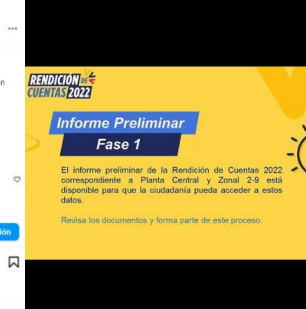 RENDICIÓN DE
CUENTAS 2022
Informe Preliminar
Fase 1
El informe preliminar de la Rendición de Cuentas 2022
correspondiente a Planta Central y Zonal 2-9 está
disponible para que la ciudadanía pueda acceder a estos
datos.
Revisa los documentos y forma parte de este proceso.